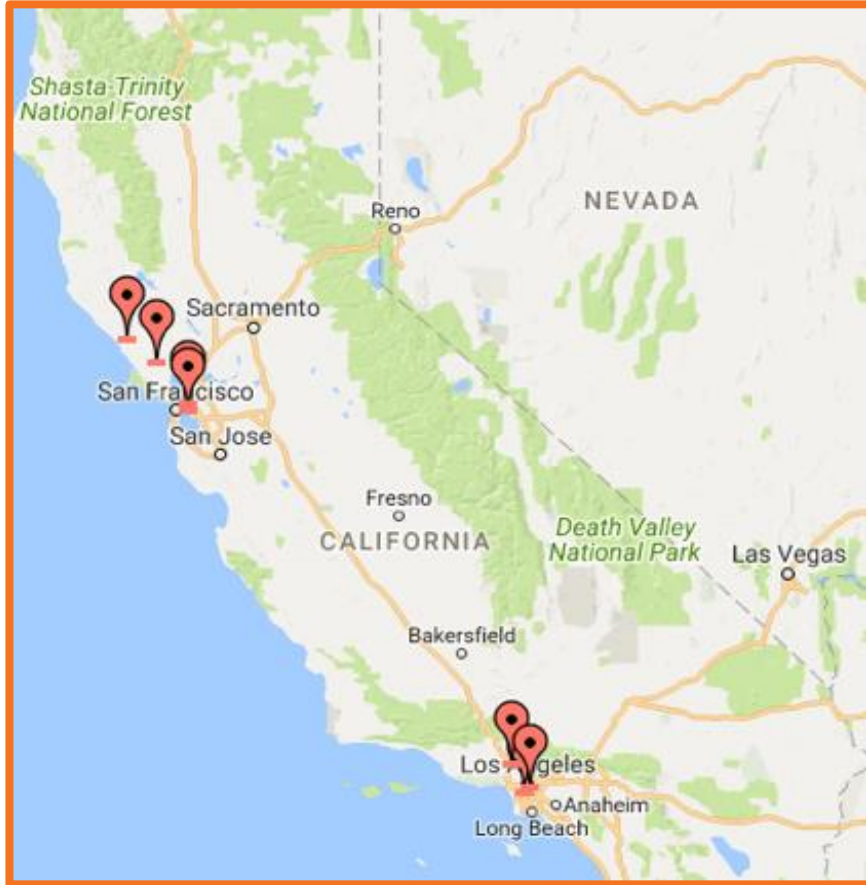 Shasta-Trinity
National Forest
Reno
NEVADA
Sacramento
San Francisco
San Jose
Fresno
CALIFORNIA
Death Valley
National Park
Las Vegas
Bakersfield
Los Angeles
Anaheim
Long Beach